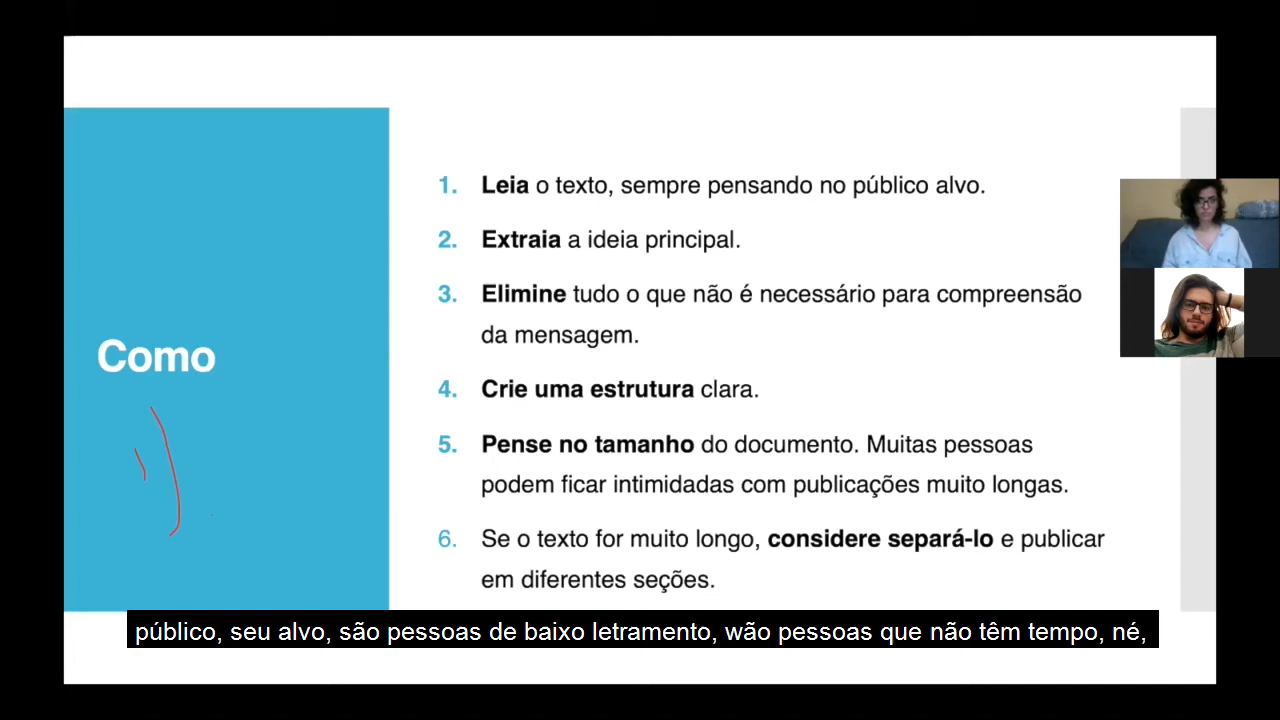 Como
1. Leia o texto, sempre pensando no público alvo.
2. Extraia a ideia principal.
3. Elimine tudo o que não é necessário para compreensão
da mensagem.
4. Crie uma estrutura clara.
5. Pense no tamanho do documento. Muitas pessoas
podem ficar intimidadas com publicações muito longas.
6. Se o texto for muito longo, considere separá-lo e publicar
em diferentes seções.
público, seu alvo, são pessoas de baixo letramento, wão pessoas que não têm tempo, né,